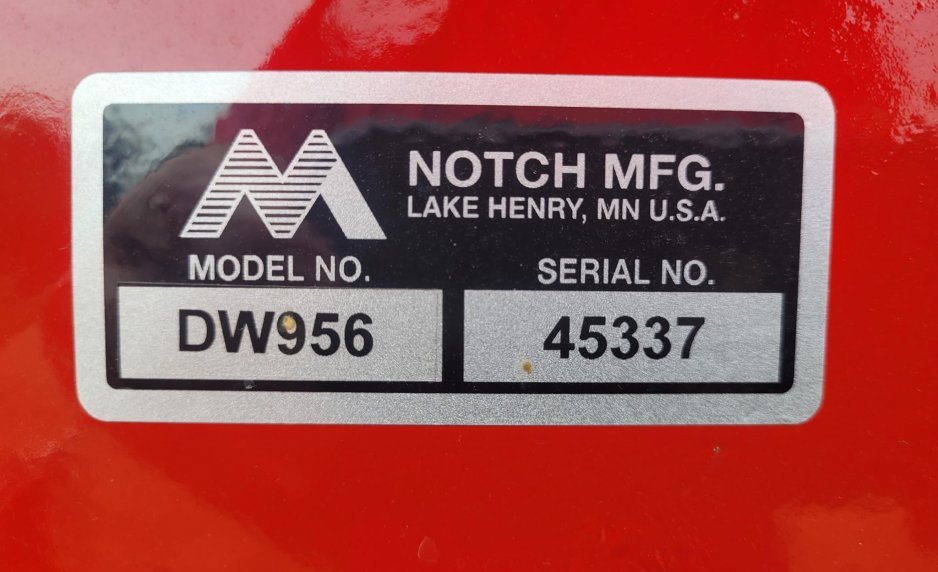 NOTCH MFG.
LAKE HENRY, MN U.S.A.
MODEL NO. SERIAL NO.
DW956 45337